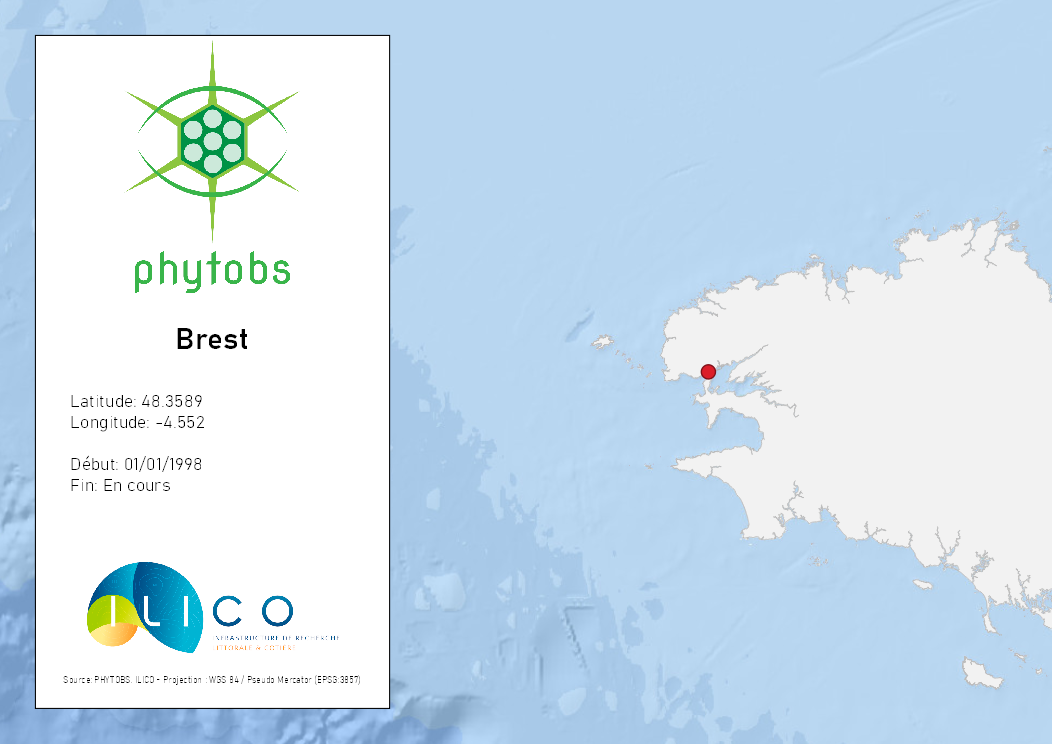 phytobs
Brest
Latitude: 48.3589
Longitude: -4.552
Début: 01/01/1998
Fin: En cours
ILICO
INFRASTRUCTURE DE RECHERCHE
LITTORALE & CÔTIÈRE
Source: PHYTOBS, ILICO - Projection : WGS 84 / Pseudo Mercator (EPSG:3857)